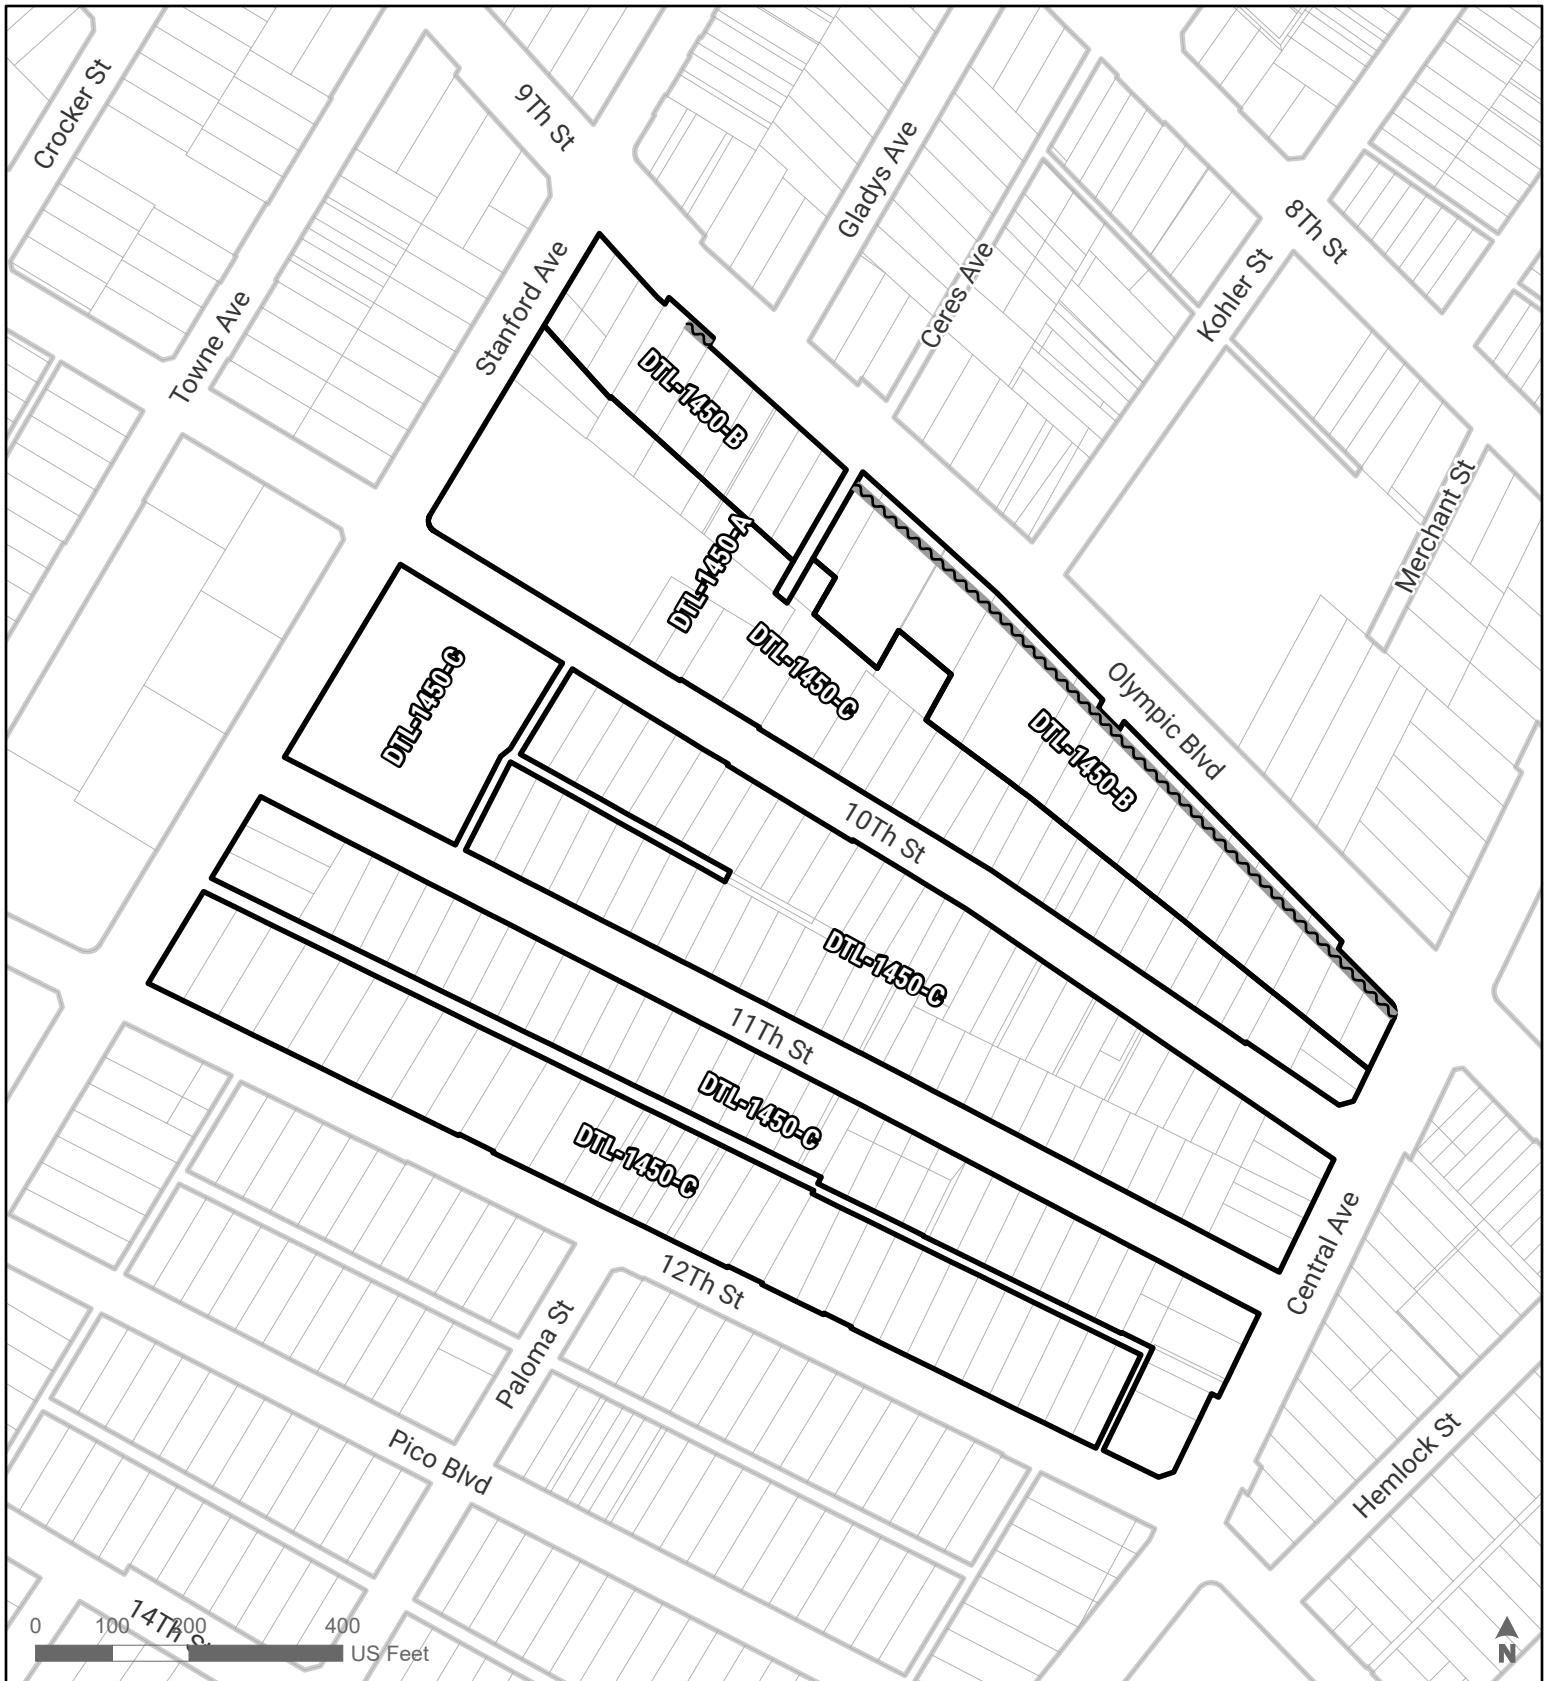 Crocker St
9Th St
Gladys Ave
8Th St
Stanford Ave
Ceres Ave
Kohler St
Towne Ave
DTL-1450-B
Merchant St
DTL-1450-A
DTL-1450-C
DTL-1450-C
Olympic Blvd
DTL-1450-B
10Th St
DTL-1450-C
11Th St
DTL-1450-C
DTL-1450-C
Central Ave
12Th St
Paloma St
Pico Blvd
Hemlock St
14Th St
0 100 200 400
US Feet
N